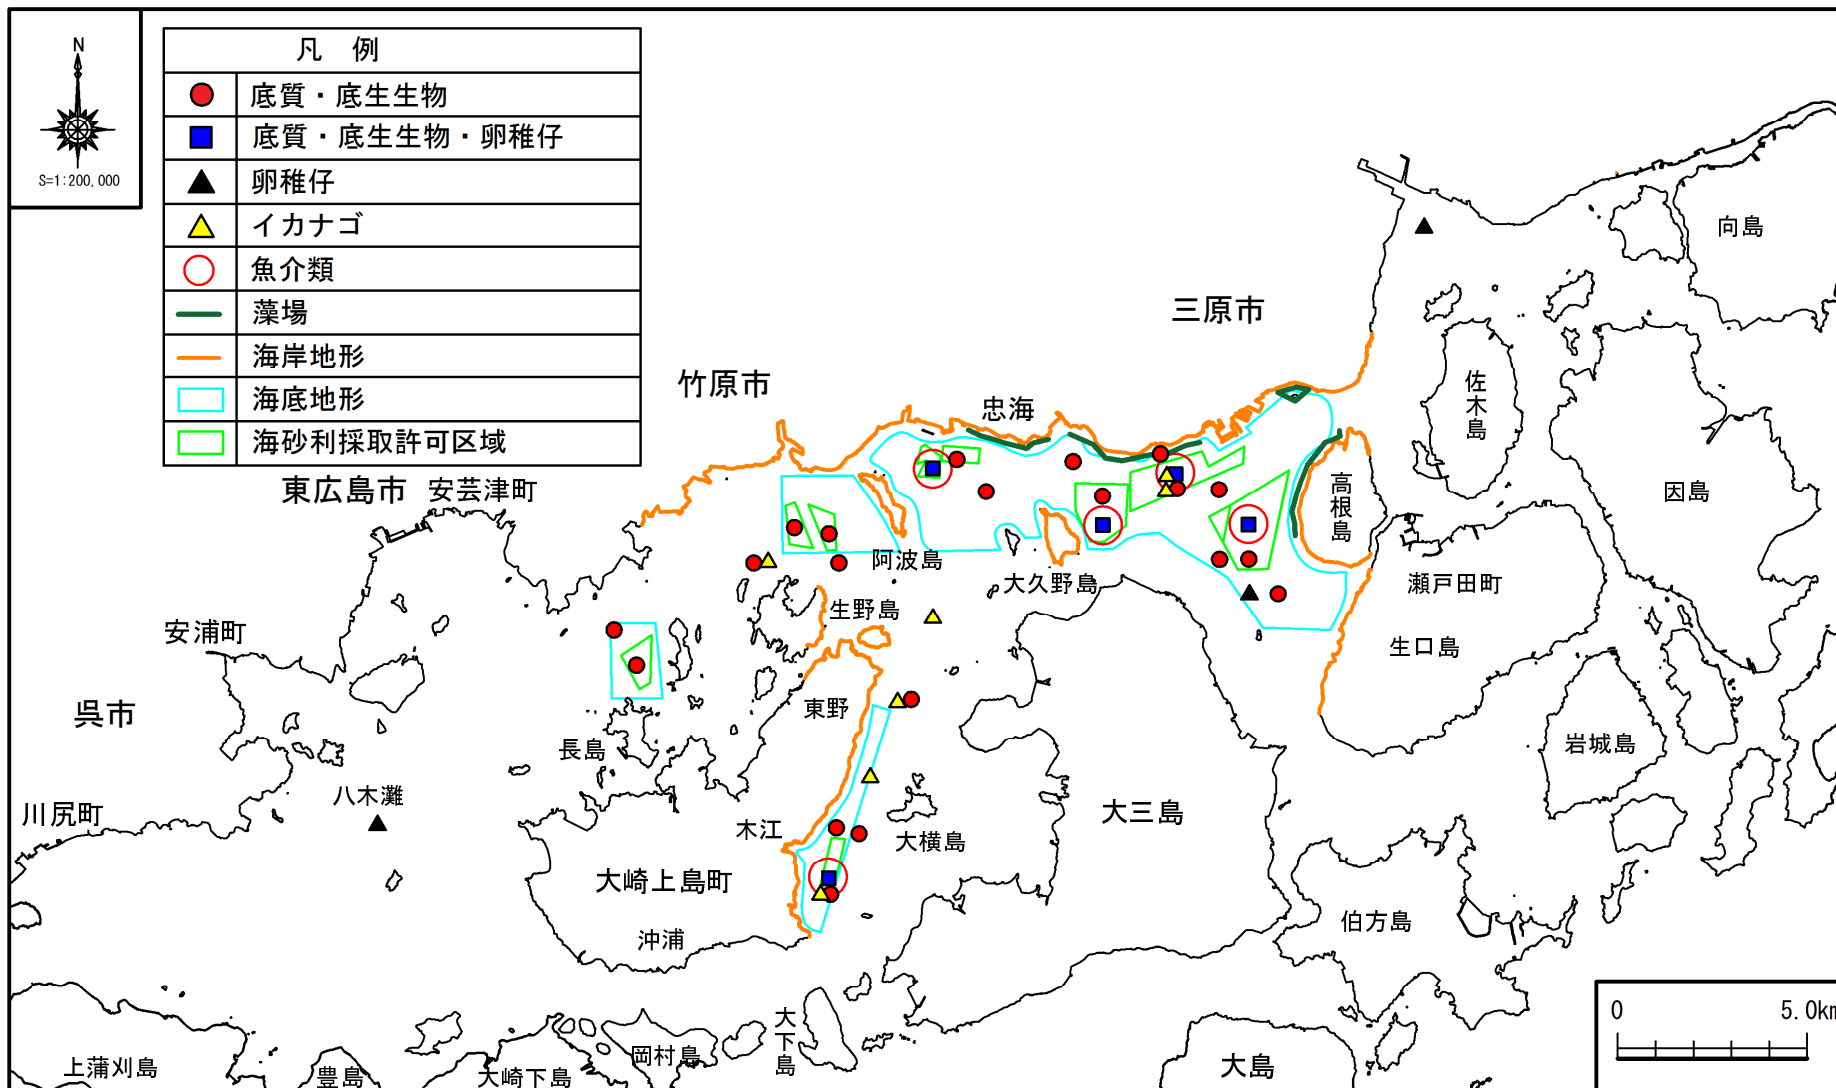 N
S=1:200,000
凡 例
底質・底生生物
底質・底生生物・卵稚仔
卵稚仔
イカナゴ
魚介類
藻場
海岸地形
海底地形
海砂利採取許可区域
向島
三原市
竹原市
忠海
佐木島
東広島市
安芸津町
高根島
因島
阿波島
大久野島
瀬戸田町
生野島
安浦町
生口島
東野
呉市
長島
岩城島
八木灘
川尻町
木江
大横島
大三島
大崎上島町
伯方島
沖浦
0
5.0km
大下島
上蒲刈島
豊島
大崎下島
岡村島
大島